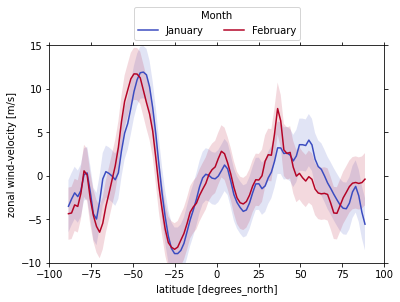 Month
January February
15
10
5
0
−5
−10
zonal wind-velocity [m/s]
−100 −75 −50 −25 0 25 50 75 100
latitude [degrees_north]